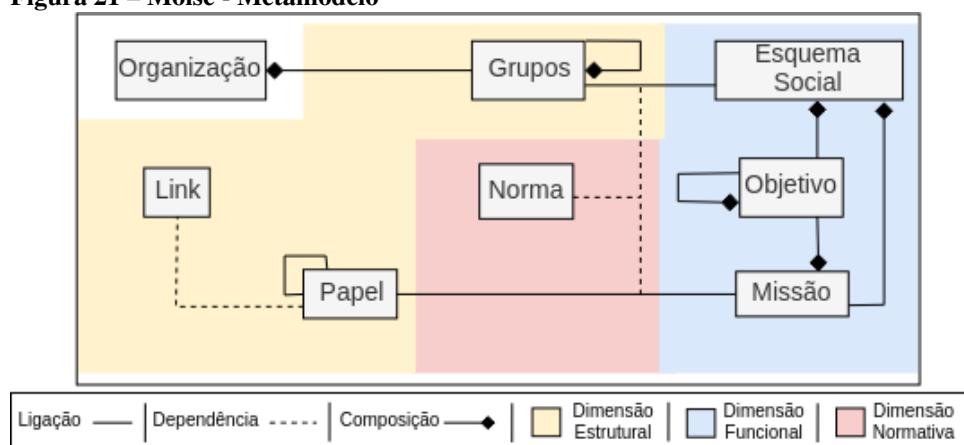 Figura 21 – Moise - Metamodelo
Organização
Grupos
Esquema
Social
Link
Norma
Objetivo
Papel
Missão
Ligação
Dependência
Composição
Dimensão
Estrutural
Dimensão
Funcional
Dimensão
Normativa